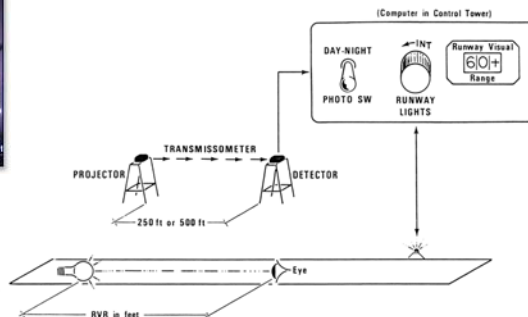 (Computer in Control Tower)
DAY-NIGHT
INT
Runway Visual
60+
Range
PHOTO SW
RUNWAY
LIGHTS
TRANSMISSOMETER
PROJECTOR
DETECTOR
250 ft or 500 ft
Eye
RVR in feet